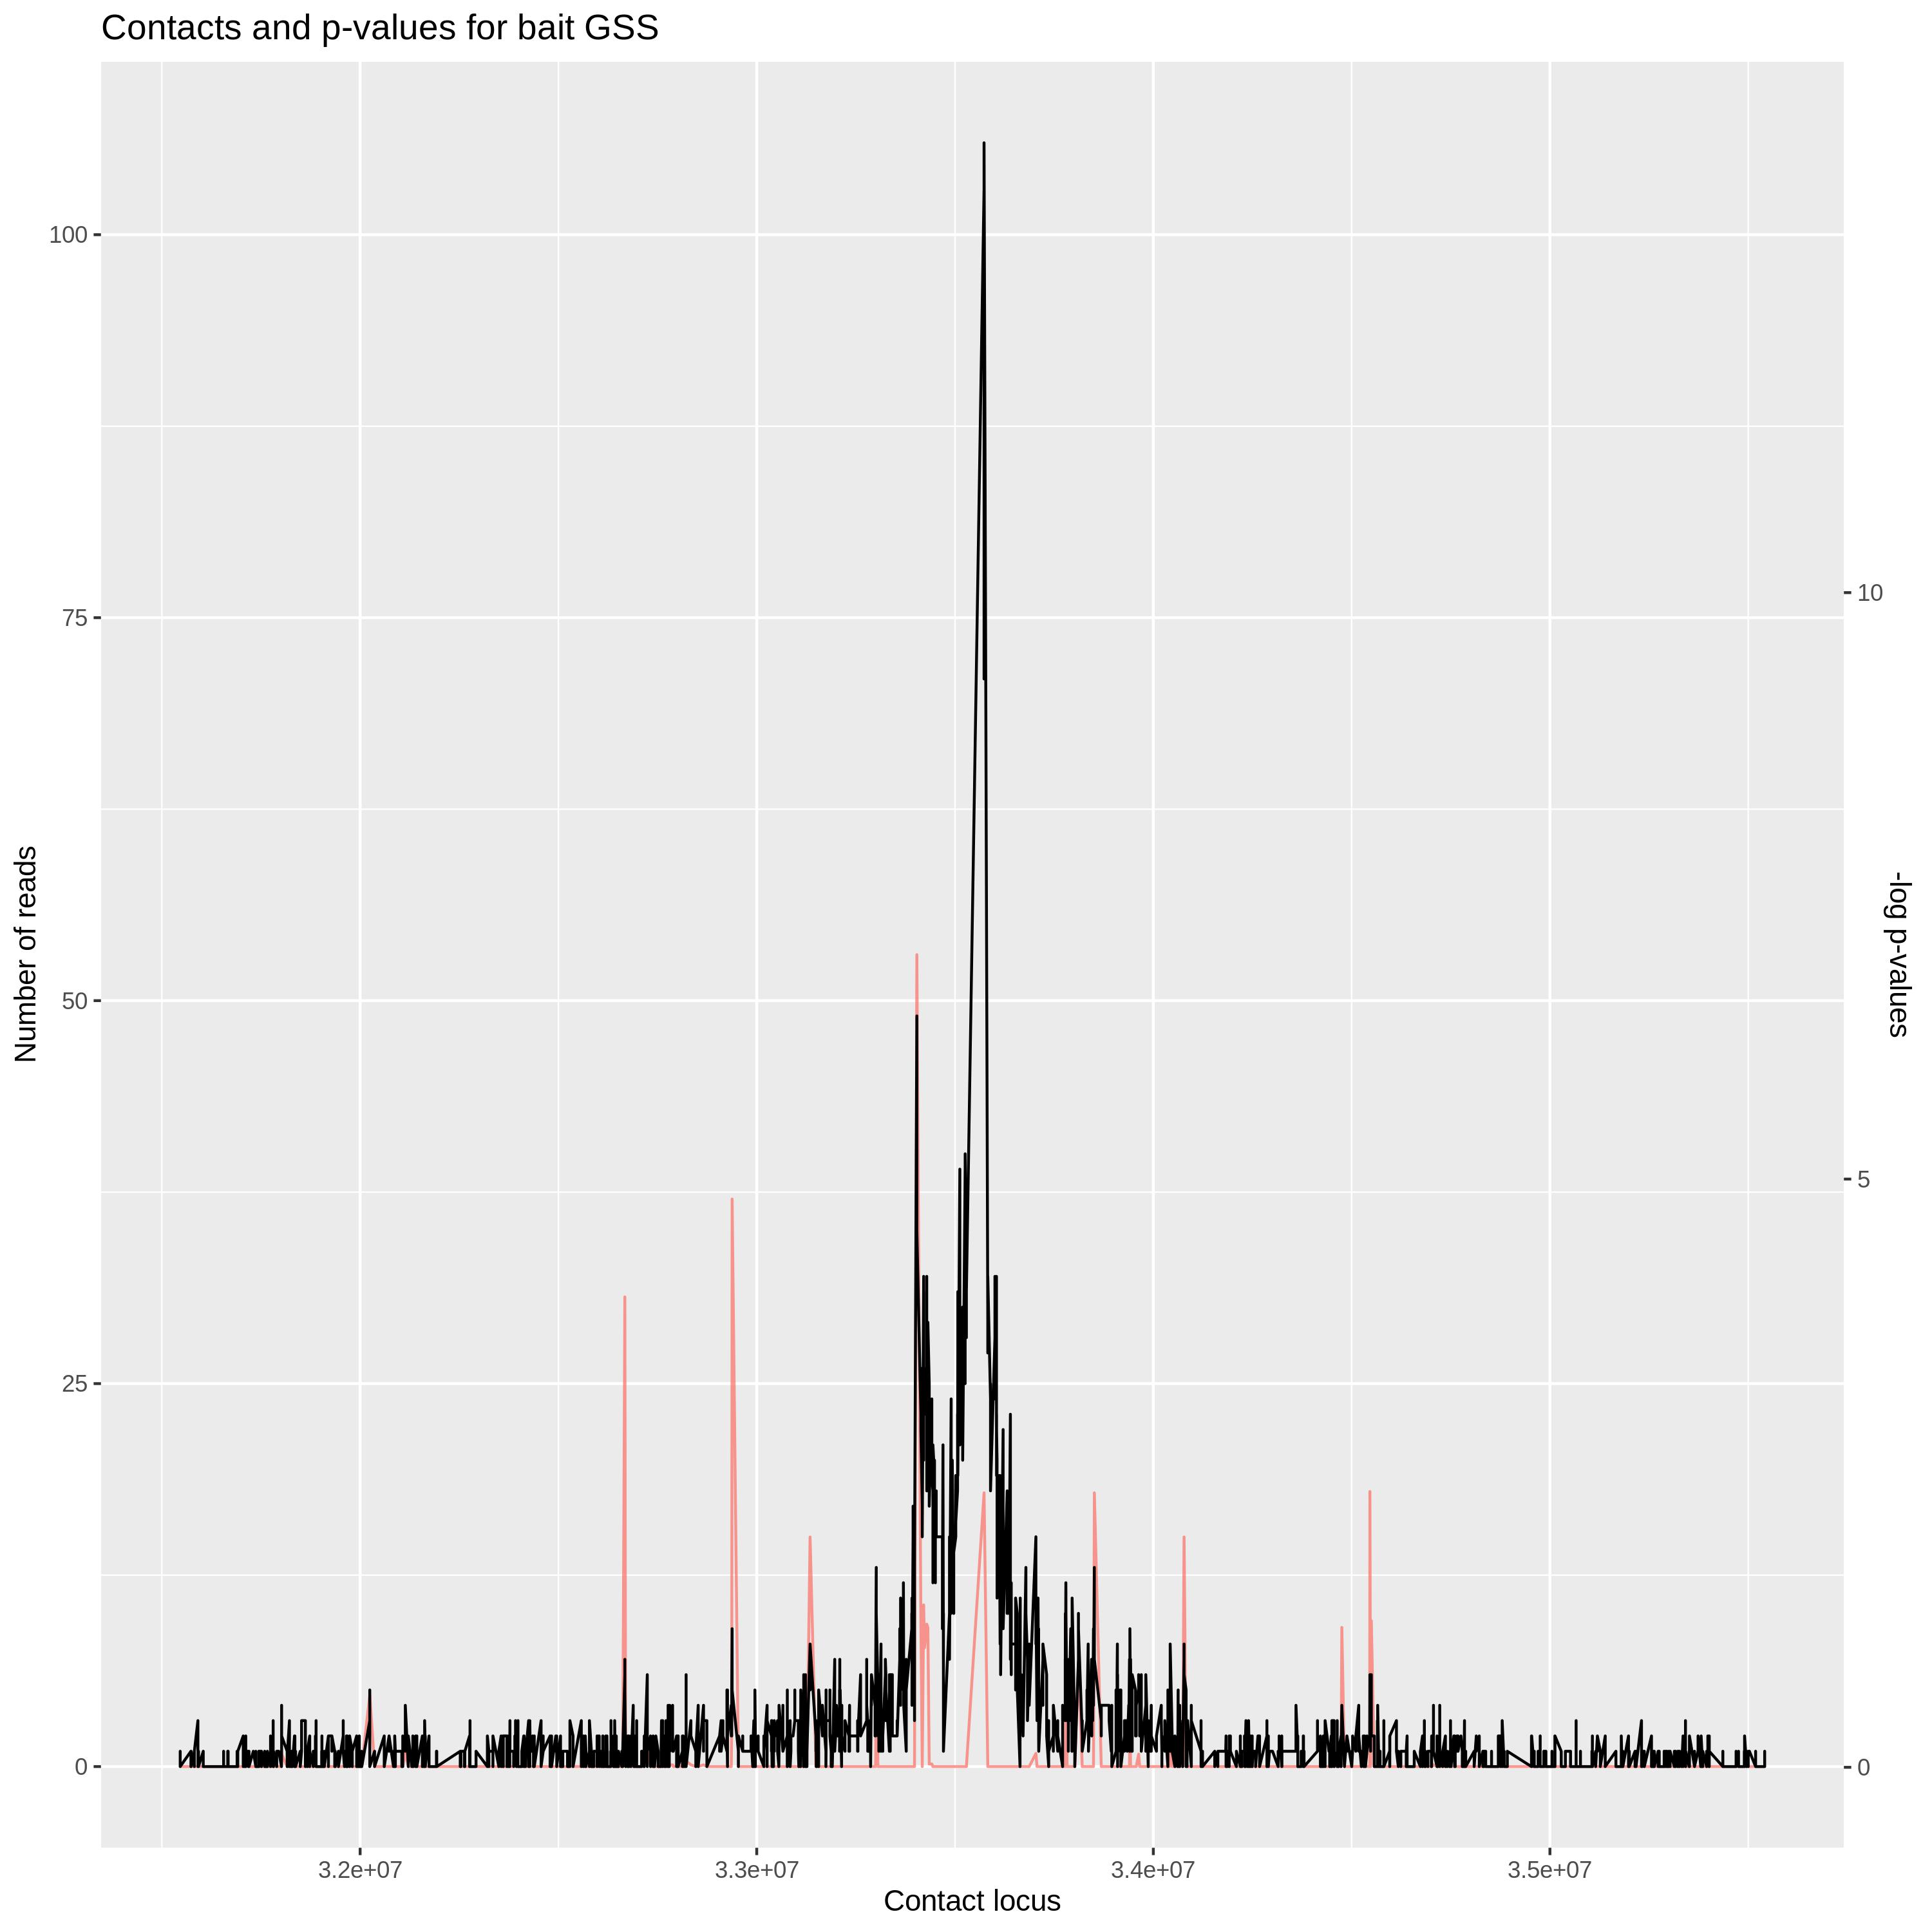 Contacts and p-values for bait GSS
100
75
50
25
0
Number of reads
10
5
0
-log p-values
3.2e+07
3.3e+07
3.4e+07
3.5e+07
Contact locus